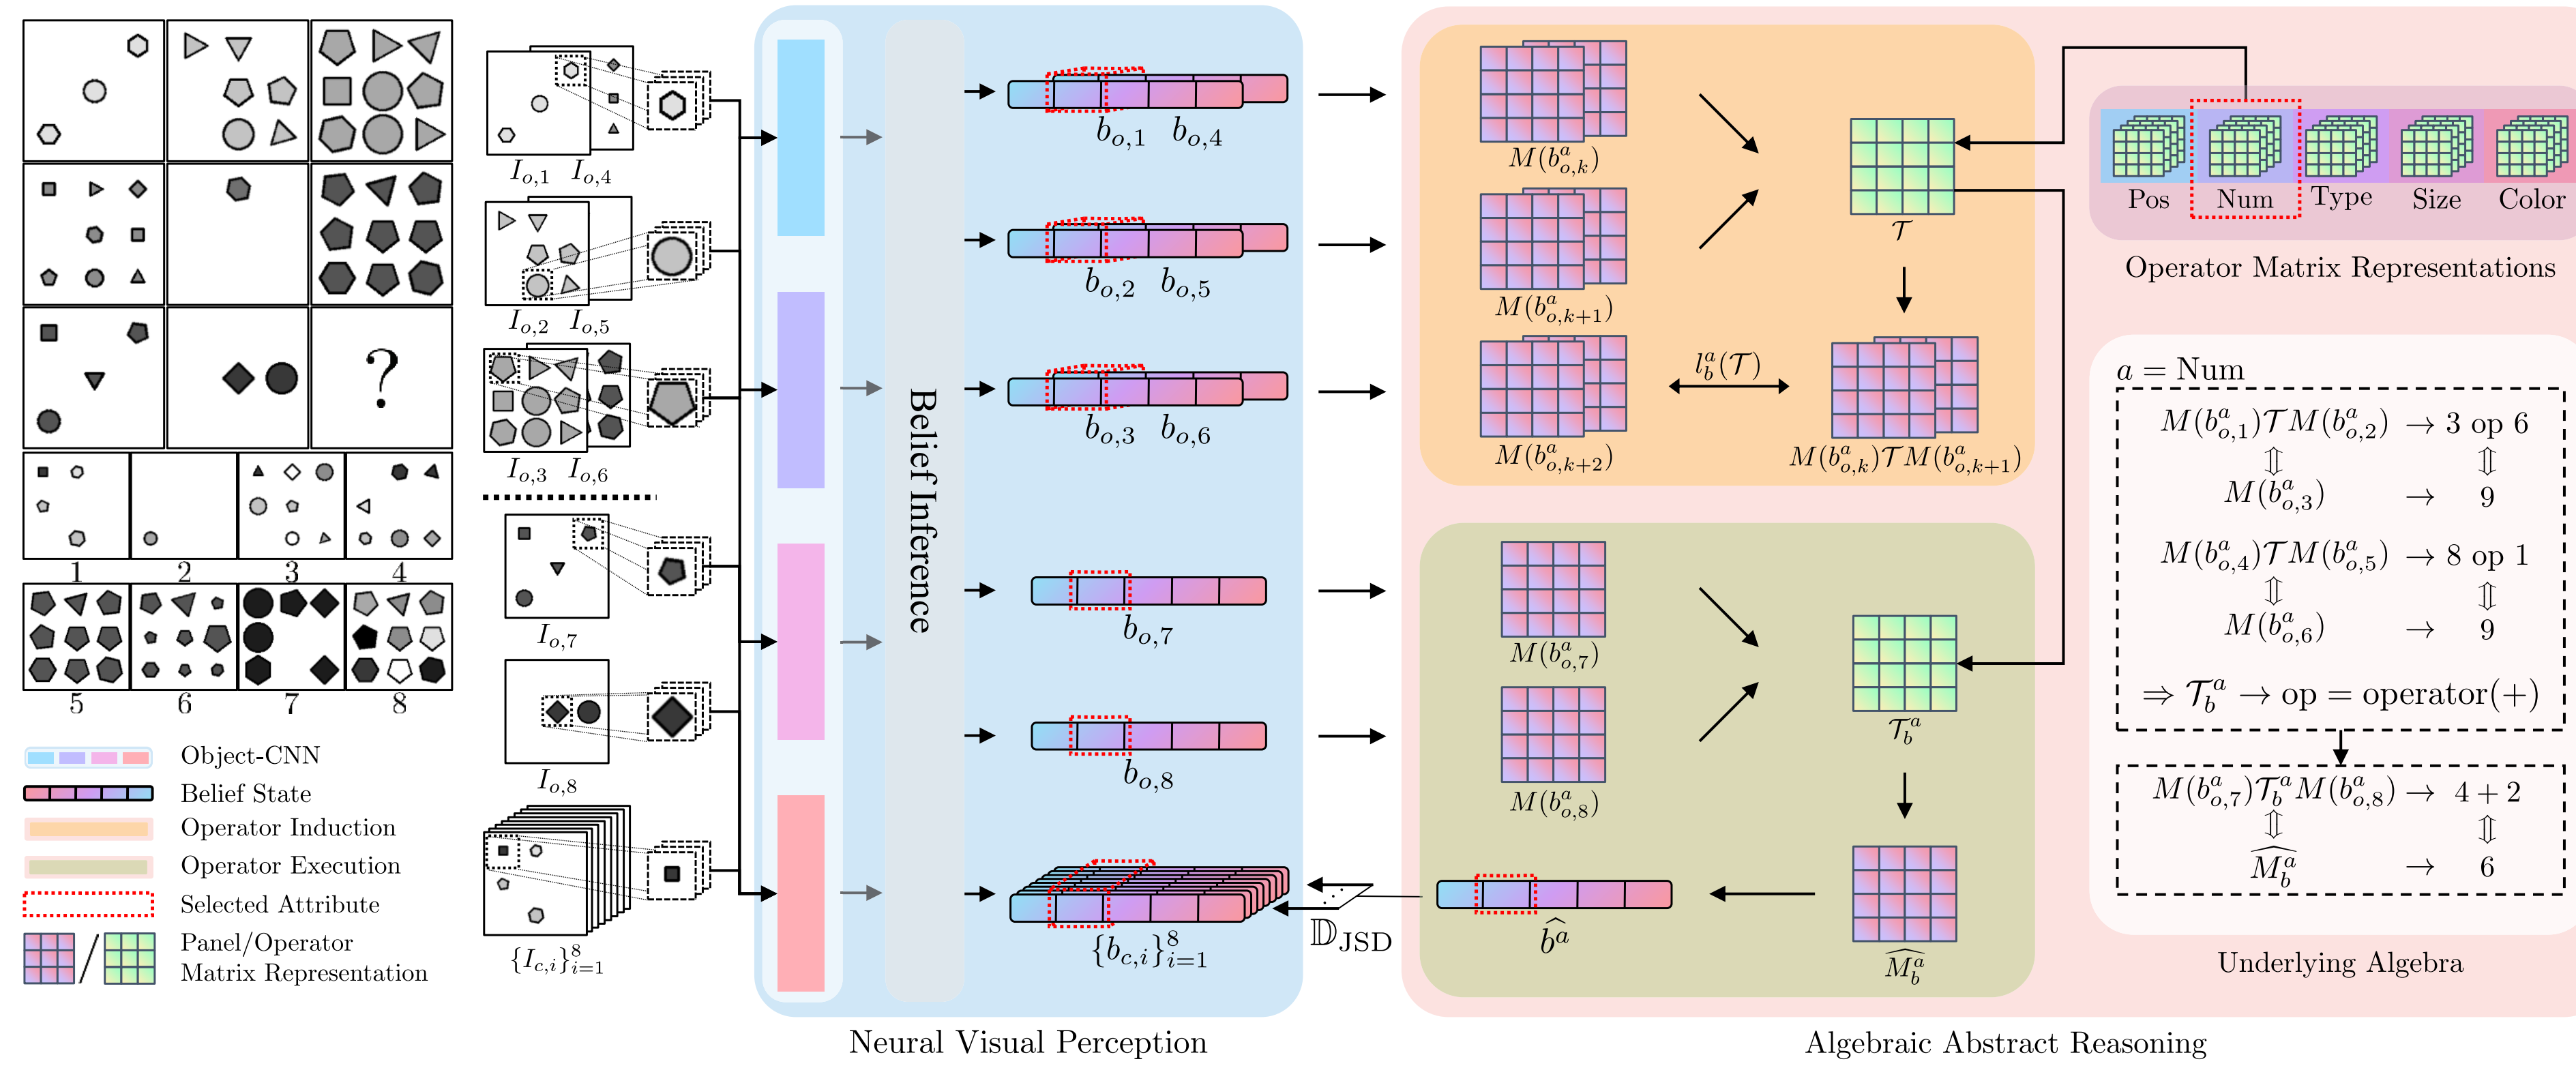 ?
1 2 3 4
5 6 7 8
Object-CNN
Belief State
Operator Induction
Operator Execution
Selected Attribute
Panel/Operator
Matrix Representation
I_{o,1} I_{o,4}
I_{o,2} I_{o,5}
I_{o,3} I_{o,6}
I_{o,7}
I_{o,8}
{I_{c,i}}_{i=1}^8
Belief Inference
b_{o,1} b_{o,4}
b_{o,2} b_{o,5}
b_{o,3} b_{o,6}
b_{o,7}
b_{o,8}
{b_{c,i}}_{i=1}^8
𝔻_{JSD}
Neural Visual Perception
M(b^a_{o,k})
M(b^a_{o,k+1})
M(b^a_{o,k+2})
𝒯
l^a_b(𝒯)
M(b^a_{o,k})𝒯M(b^a_{o,k+1})
M(b^a_{o,7})
M(b^a_{o,8})
𝒯^a_b
\widehat{b^a}
\widehat{M^a_b}
Pos Num Type Size Color
Operator Matrix Representations
a = Num
M(b^a_{o,1})𝒯M(b^a_{o,2}) → 3 op 6
⇕ ⇕
M(b^a_{o,3}) → 9
M(b^a_{o,4})𝒯M(b^a_{o,5}) → 8 op 1
⇕ ⇕
M(b^a_{o,6}) → 9
⇒ 𝒯^a_b → op = operator(+)
M(b^a_{o,7})𝒯^a_b M(b^a_{o,8}) → 4 + 2
⇕ ⇕
\widehat{M^a_b} → 6
Underlying Algebra
Algebraic Abstract Reasoning